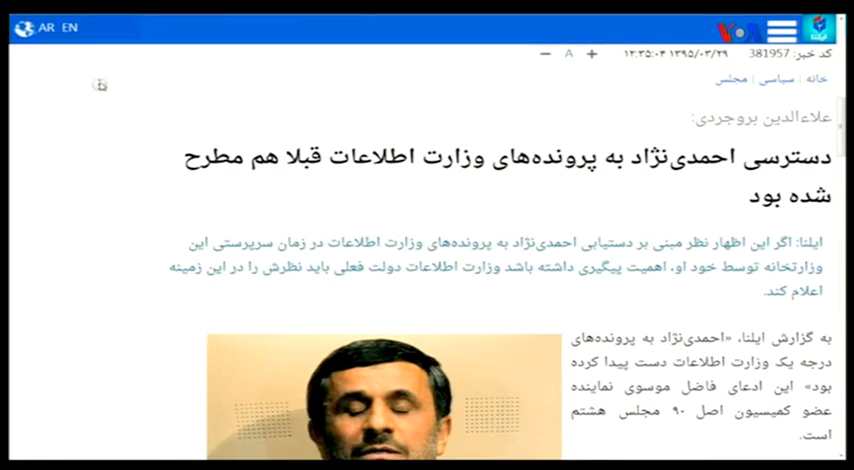 AR EN
VOA
ایلنا
کد خبر: 381957 ۱۳۹۵/۰۳/۲۹ ۱۲:۳۵:۰۴
− A +
خانه | سیاسی | مجلس
علاءالدین بروجردی:
دسترسی احمدی‌نژاد به پرونده‌های وزارت اطلاعات قبلا هم مطرح
شده بود
ایلنا: اگر این اظهار نظر مبنی بر دستیابی احمدی‌نژاد به پرونده‌های وزارت اطلاعات در زمان سرپرستی این
وزارتخانه توسط خود او، اهمیت پیگیری داشته باشد وزارت اطلاعات دولت فعلی باید نظرش را در این زمینه
اعلام کند.
به گزارش ایلنا، «احمدی‌نژاد به پرونده‌های
درجه یک وزارت اطلاعات دست پیدا کرده
بود» این ادعای فاضل موسوی نماینده
عضو کمیسیون اصل ۹۰ مجلس هشتم
است.